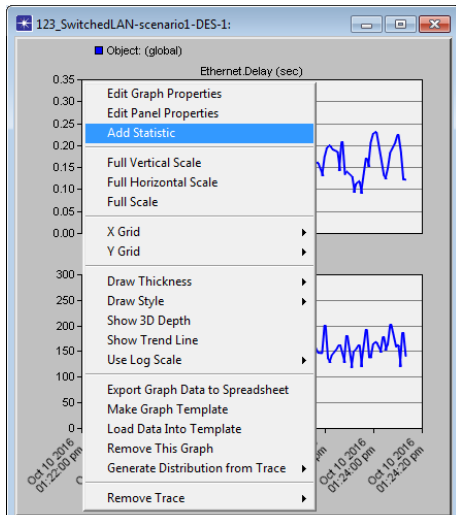 123_SwitchedLAN-scenario1-DES-1:
Object: (global)
Ethernet.Delay (sec)
0.35
0.30
0.25
0.20
0.15
0.10
0.05
0.00
Edit Graph Properties
Edit Panel Properties
Add Statistic
Full Vertical Scale
Full Horizontal Scale
Full Scale
X Grid
Y Grid
Draw Thickness
Draw Style
Show 3D Depth
Show Trend Line
Use Log Scale
Export Graph Data to Spreadsheet
Make Graph Template
Load Data Into Template
Remove This Graph
Generate Distribution from Trace
Remove Trace
300
250
200
150
100
50
0
Oct 10 2016
01:22:00 pm
Oct 10 2016
01:24:00 pm
Oct 10 2016
01:24:20 pm